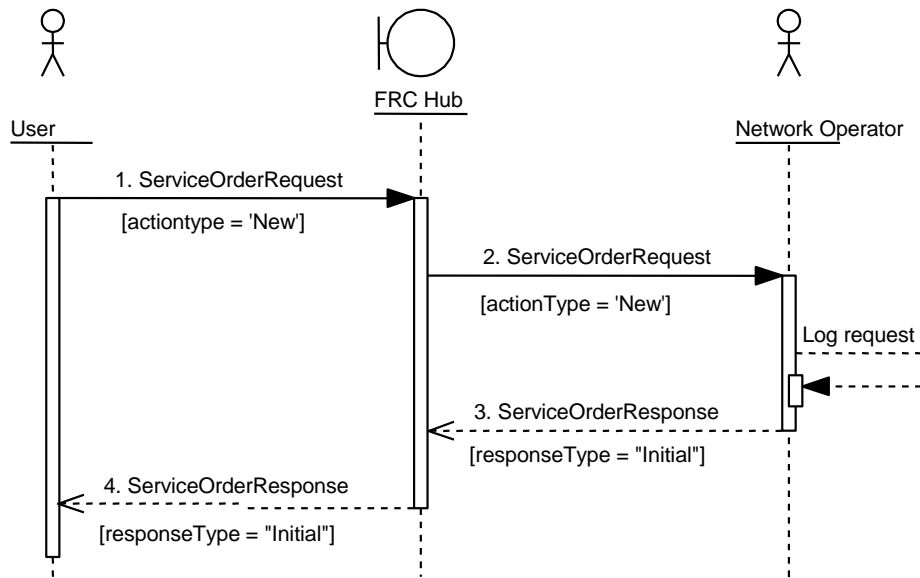 FRC Hub
User
Network Operator
1. ServiceOrderRequest
[actiontype = 'New']
2. ServiceOrderRequest
[actionType = 'New']
Log request
3. ServiceOrderResponse
[responseType = "Initial"]
4. ServiceOrderResponse
[responseType = "Initial"]